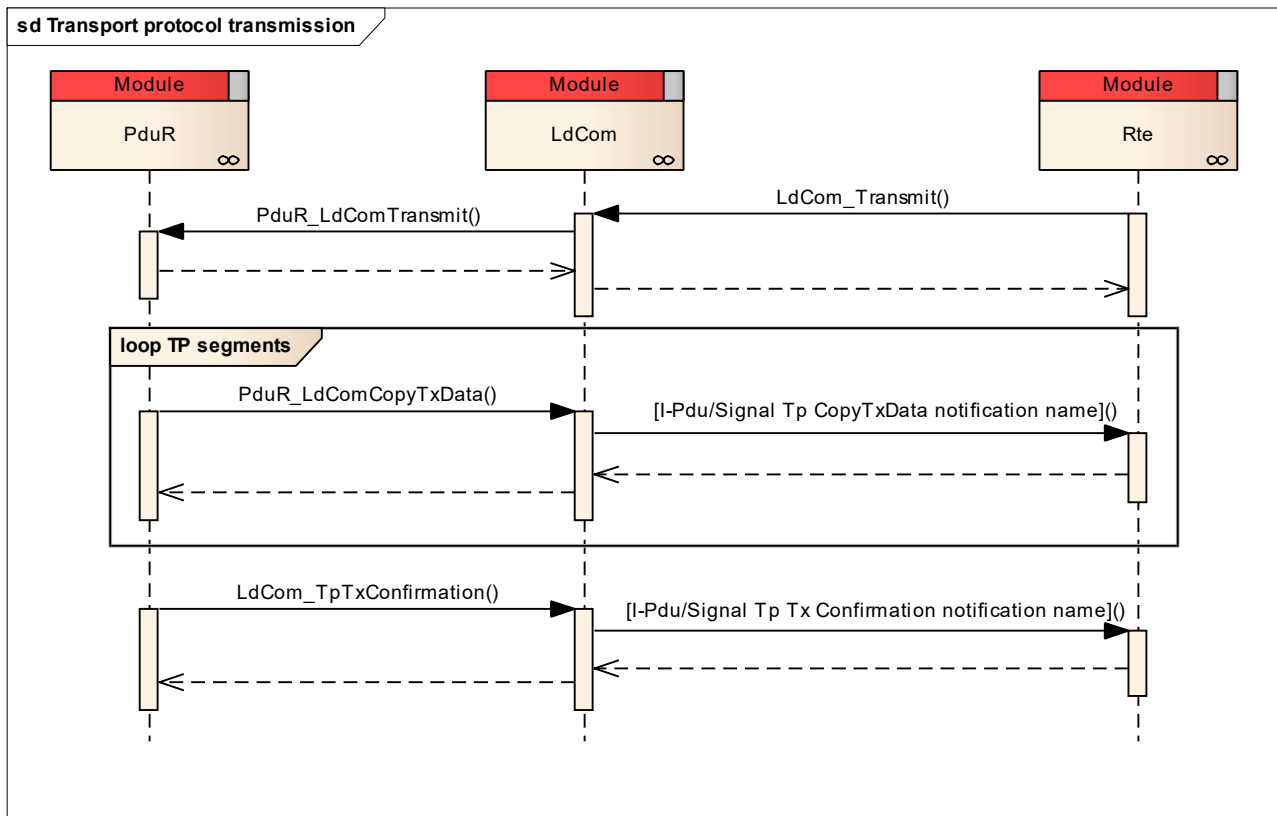 sd Transport protocol transmission
Module
Module
Module
PduR
LdCom
Rte
LdCom_Transmit()
PduR_LdComTransmit()
loop TP segments
PduR_LdComCopyTxData()
[I-Pdu/Signal Tp CopyTxData notification name]()
LdCom_TpTxConfirmation()
[I-Pdu/Signal Tp Tx Confirmation notification name]()